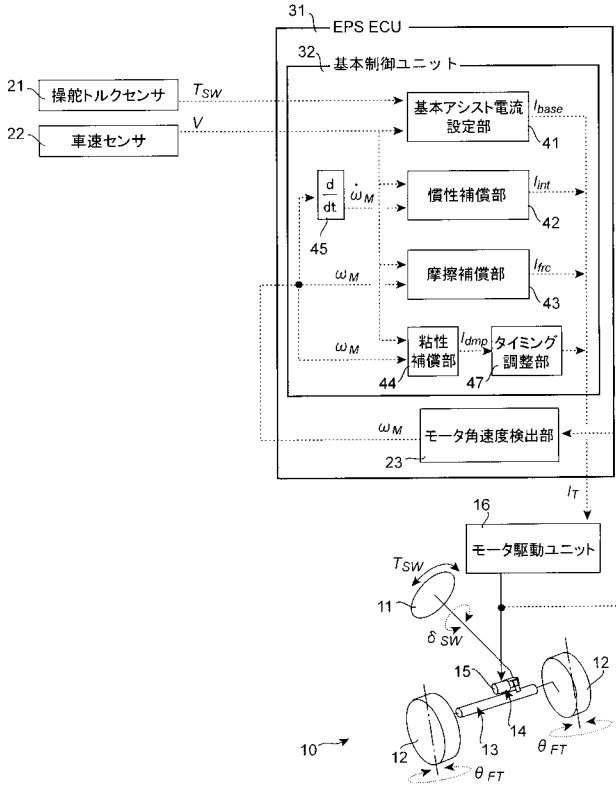 31
EPS ECU
32
基本制御ユニット
21
操舵トルクセンサ
T_SW
22
車速センサ
V
基本アシスト電流
設定部
I_base
41
d
dt
45
ω̇_M
慣性補償部
I_int
42
ω_M
摩擦補償部
I_frc
43
ω_M
粘性
補償部
44
I_dmp
タイミング
調整部
47
ω_M
モータ角速度検出部
23
I_T
16
モータ駆動ユニット
T_SW
11
δ_SW
15
14
13
12
12
10
θ_FT
θ_FT